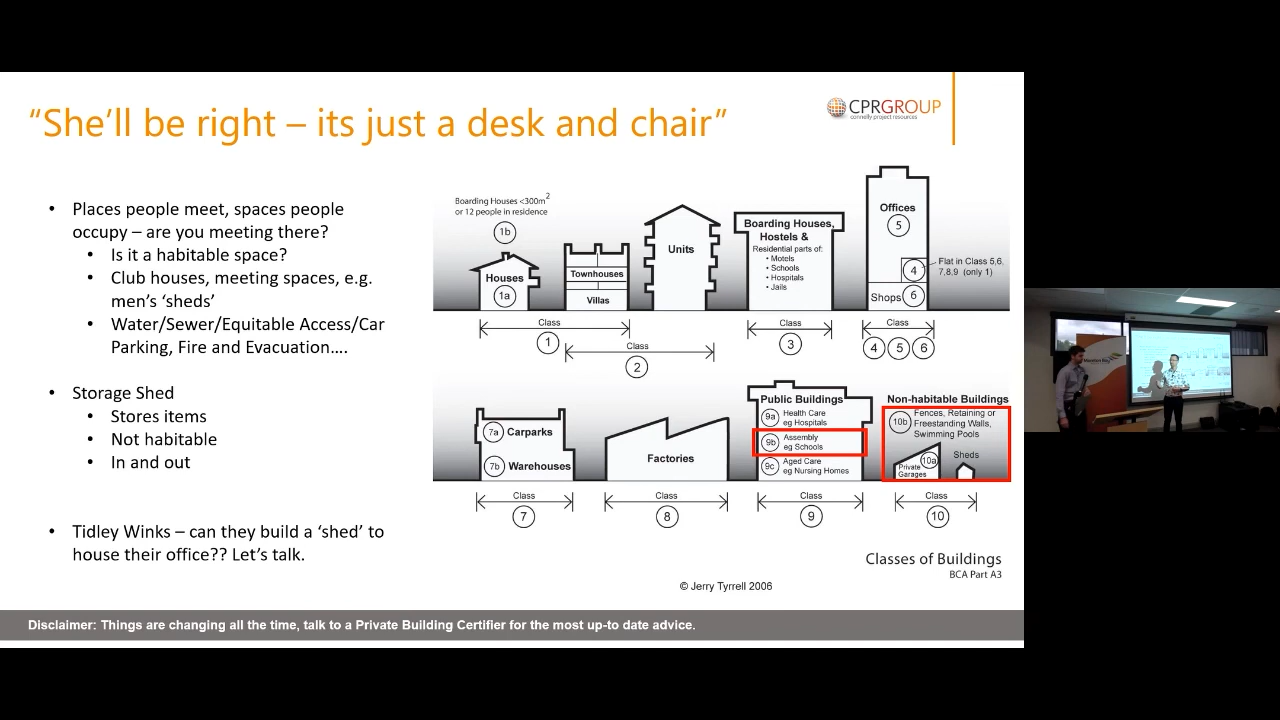 “She’ll be right – its just a desk and chair”
CPRGROUP
connelly project resources
• Places people meet, spaces people
occupy – are you meeting there?
• Is it a habitable space?
• Club houses, meeting spaces, e.g.
men’s ‘sheds’
• Water/Sewer/Equitable Access/Car
Parking, Fire and Evacuation….
• Storage Shed
• Stores items
• Not habitable
• In and out
• Tidley Winks – can they build a ‘shed’ to
house their office?? Let’s talk.
Boarding Houses <300m²
or 12 people in residence
1b
Houses
1a
Townhouses
Villas
Units
Boarding Houses,
Hostels &
Residential parts of:
• Motels
• Schools
• Hospitals
• Jails
Offices
5
4
Flat in Class 5,6,
7,8,9 (only 1)
Shops 6
Class
1
Class
2
Class
3
Class
4 5 6
7a Carparks
7b Warehouses
Factories
Public Buildings
9a Health Care
eg Hospitals
9b Assembly
eg Schools
9c Aged Care
eg Nursing Homes
Non-habitable Buildings
10b Fences, Retaining or
Freestanding Walls,
Swimming Pools
10a
Private
Garages
Sheds
Class
7
Class
8
Class
9
Class
10
Classes of Buildings
BCA Part A3
© Jerry Tyrrell 2006
Disclaimer: Things are changing all the time, talk to a Private Building Certifier for the most up-to date advice.